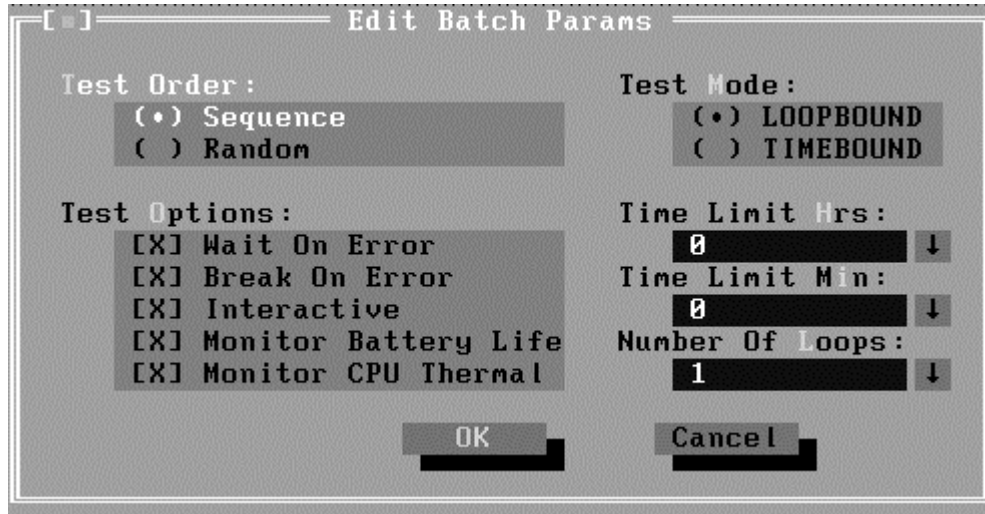 [■] Edit Batch Params
Test Order:
(•) Sequence
( ) Random
Test Mode:
(•) LOOPBOUND
( ) TIMEBOUND
Test Options:
[X] Wait On Error
[X] Break On Error
[X] Interactive
[X] Monitor Battery Life
[X] Monitor CPU Thermal
Time Limit Hrs:
0 ↓
Time Limit Min:
0 ↓
Number Of Loops:
1 ↓
OK Cancel